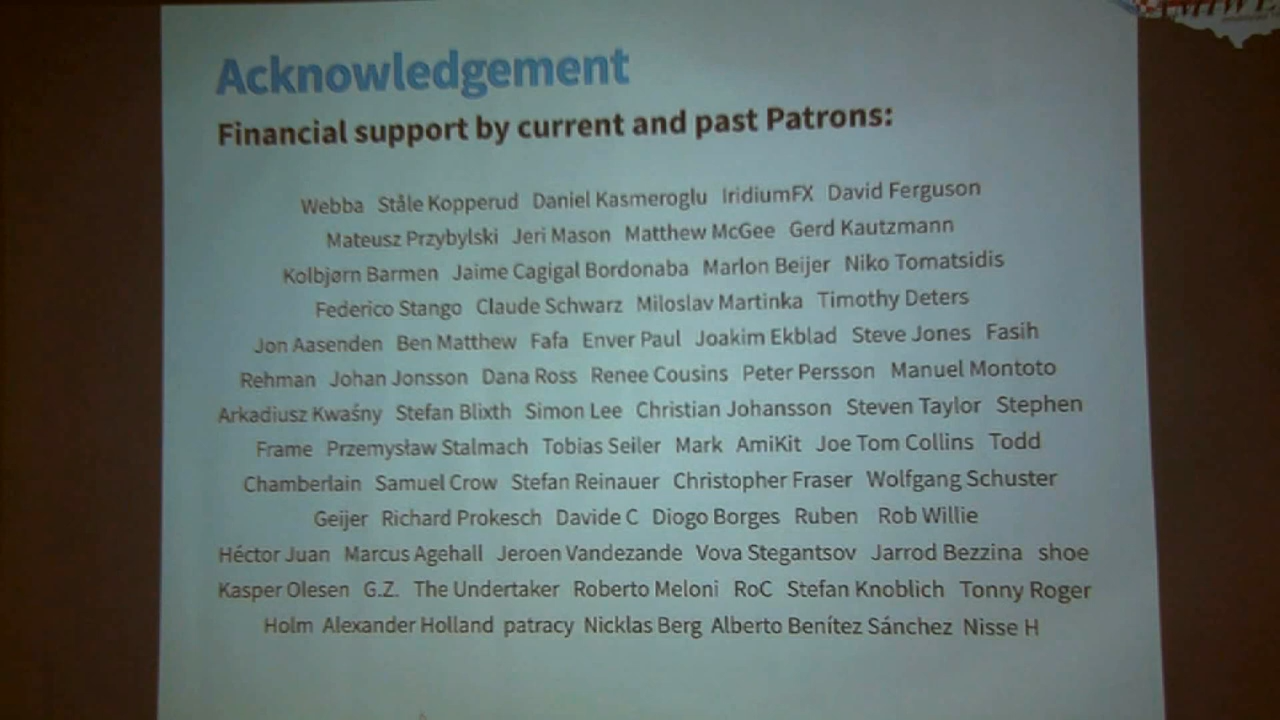 Acknowledgement
Financial support by current and past Patrons:
Webba Ståle Kopperud Daniel Kasmeroglu IridiumFX David Ferguson
Mateusz Przybylski Jeri Mason Matthew McGee Gerd Kautzmann
Kolbjørn Barmen Jaime Cagigal Bordonaba Marlon Beijer Niko Tomatsidis
Federico Stango Claude Schwarz Miloslav Martinka Timothy Deters
Jon Aasenden Ben Matthew Fafa Enver Paul Joakim Ekblad Steve Jones Fasih
Rehman Johan Jonsson Dana Ross Renee Cousins Peter Persson Manuel Montoto
Arkadiusz Kwaśny Stefan Blixth Simon Lee Christian Johansson Steven Taylor Stephen
Frame Przemysław Stalmach Tobias Seiler Mark AmiKit Joe Tom Collins Todd
Chamberlain Samuel Crow Stefan Reinauer Christopher Fraser Wolfgang Schuster
Geijer Richard Prokesch Davide C Diogo Borges Ruben Rob Willie
Héctor Juan Marcus Agehall Jeroen Vandezande Vova Stegantsov Jarrod Bezzina shoe
Kasper Olesen G.Z. The Undertaker Roberto Meloni RoC Stefan Knoblich Tonny Roger
Holm Alexander Holland patracy Nicklas Berg Alberto Benítez Sánchez Nisse H